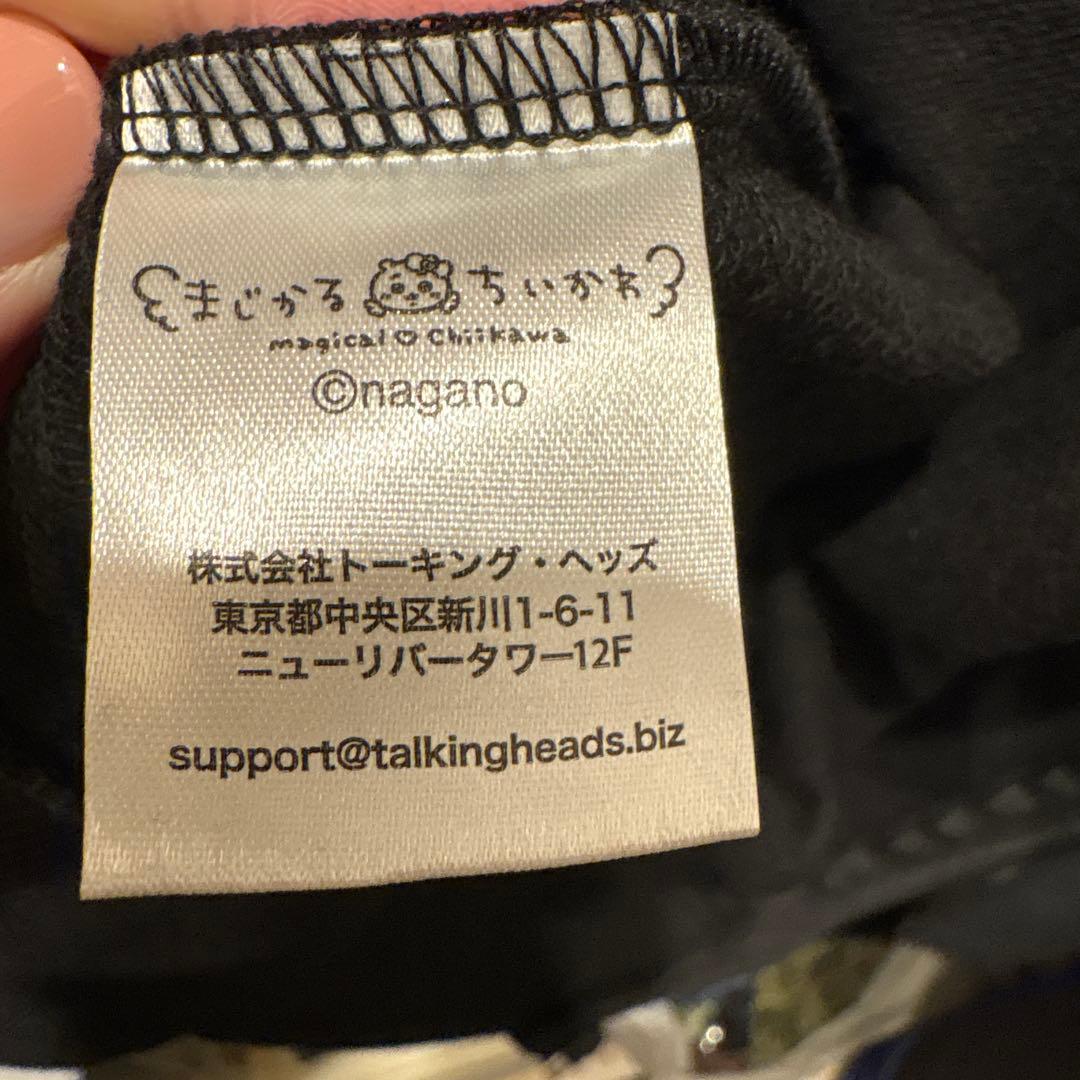 まじかる ちいかわ
magical♡Chiikawa
©nagano
株式会社トーキング・ヘッズ
東京都中央区新川1-6-11
ニューリバータワー12F
support@talkingheads.biz